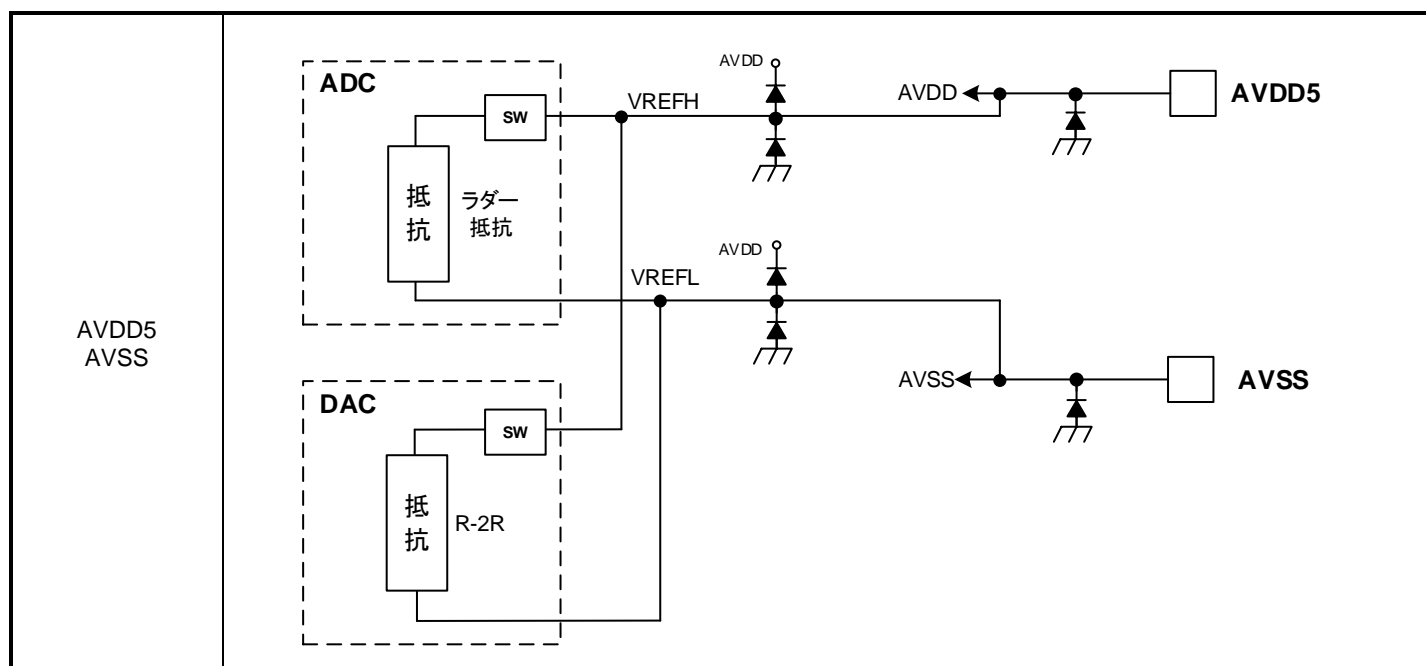 AVDD5
AVSS
ADC
SW
抵抗
ラダー
抵抗
VREFH
AVDD
AVDD
AVDD5
VREFL
AVDD
AVSS
AVSS
DAC
SW
抵抗
R-2R